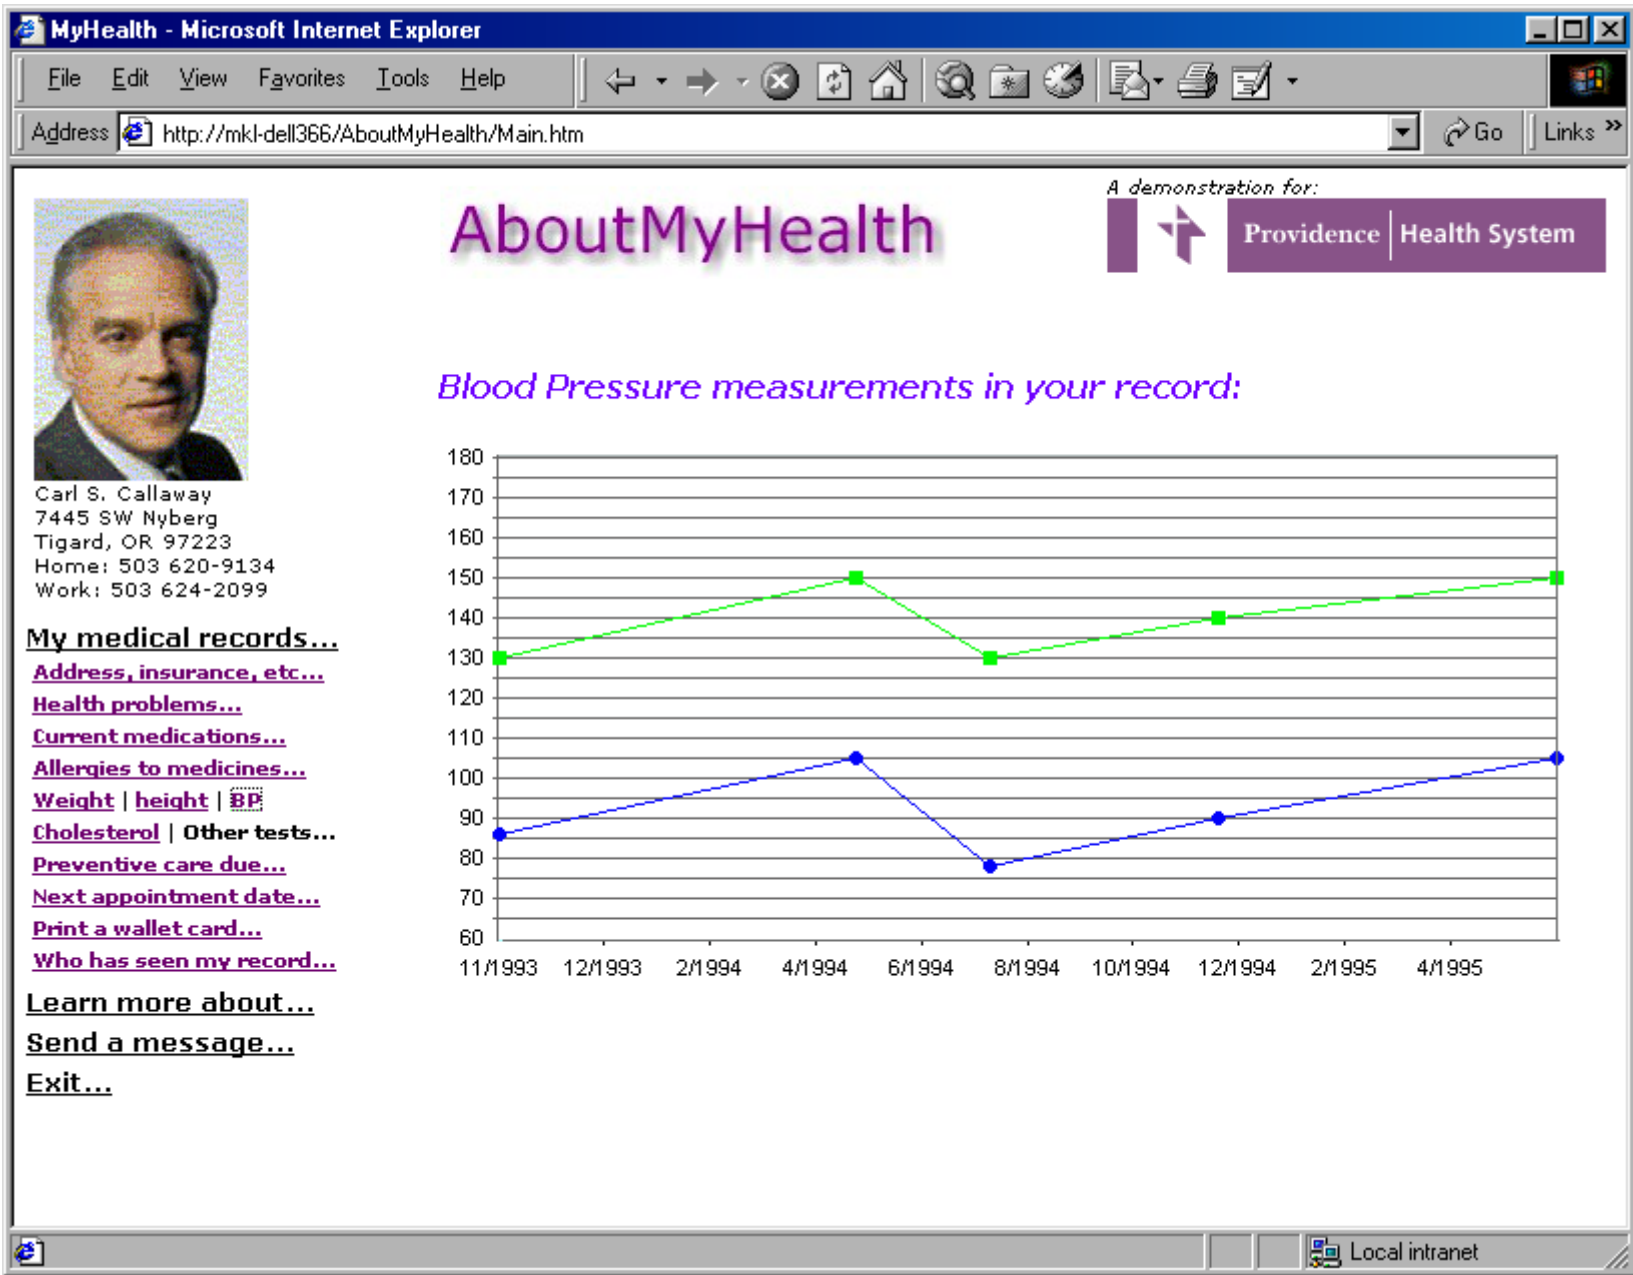 MyHealth - Microsoft Internet Explorer
File Edit View Favorites Tools Help
Address http://mkl-dell366/AboutMyHealth/Main.htm Go Links »
A demonstration for:
AboutMyHealth
Providence Health System
Carl S. Callaway
7445 SW Nyberg
Tigard, OR 97223
Home: 503 620-9134
Work: 503 624-2099
My medical records...
Address, insurance, etc...
Health problems...
Current medications...
Allergies to medicines...
Weight | height | BP
Cholesterol | Other tests...
Preventive care due...
Next appointment date...
Print a wallet card...
Who has seen my record...
Learn more about...
Send a message...
Exit...
Blood Pressure measurements in your record:
180
170
160
150
140
130
120
110
100
90
80
70
60
11/1993 12/1993 2/1994 4/1994 6/1994 8/1994 10/1994 12/1994 2/1995 4/1995
Local intranet